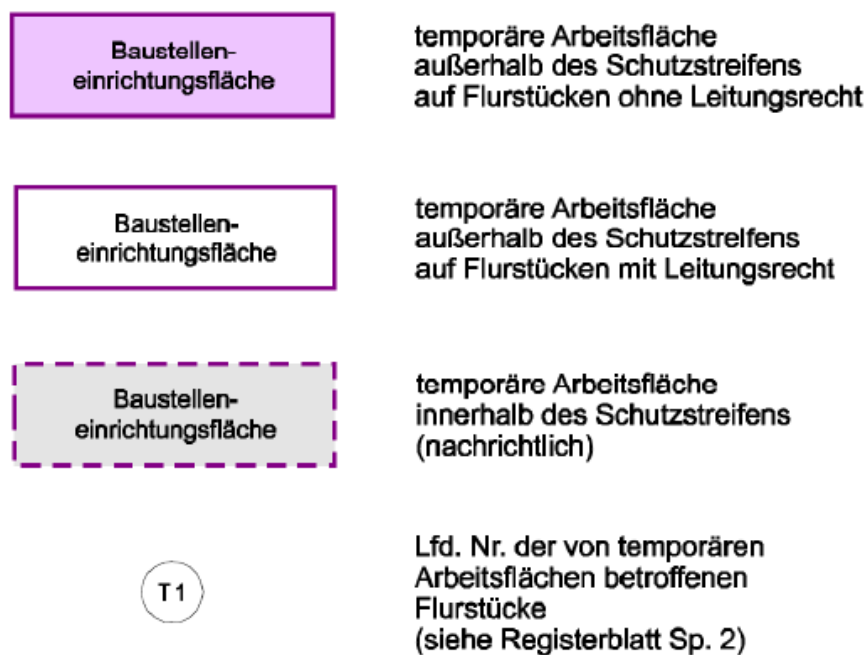 Baustellen-
einrichtungsfläche
temporäre Arbeitsfläche
außerhalb des Schutzstreifens
auf Flurstücken ohne Leitungsrecht
Baustellen-
einrichtungsfläche
temporäre Arbeitsfläche
außerhalb des Schutzstreifens
auf Flurstücken mit Leitungsrecht
Baustellen-
einrichtungsfläche
temporäre Arbeitsfläche
innerhalb des Schutzstreifens
(nachrichtlich)
T1
Lfd. Nr. der von temporären
Arbeitsflächen betroffenen
Flurstücke
(siehe Registerblatt Sp. 2)